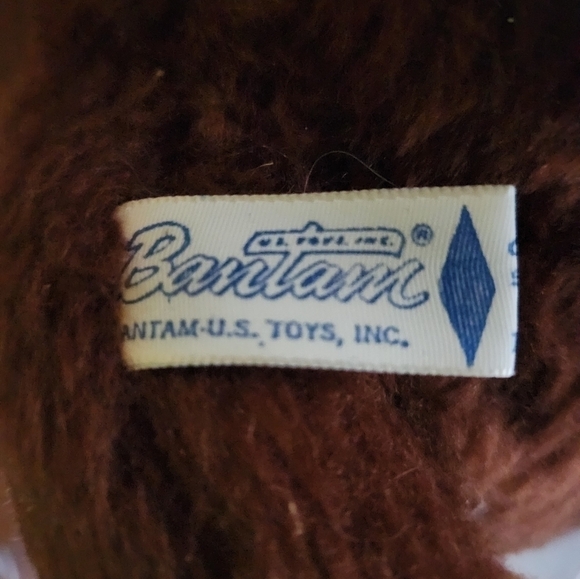 U.S. TOYS, INC.
Bantam ®
ANTAM-U.S. TOYS, INC.